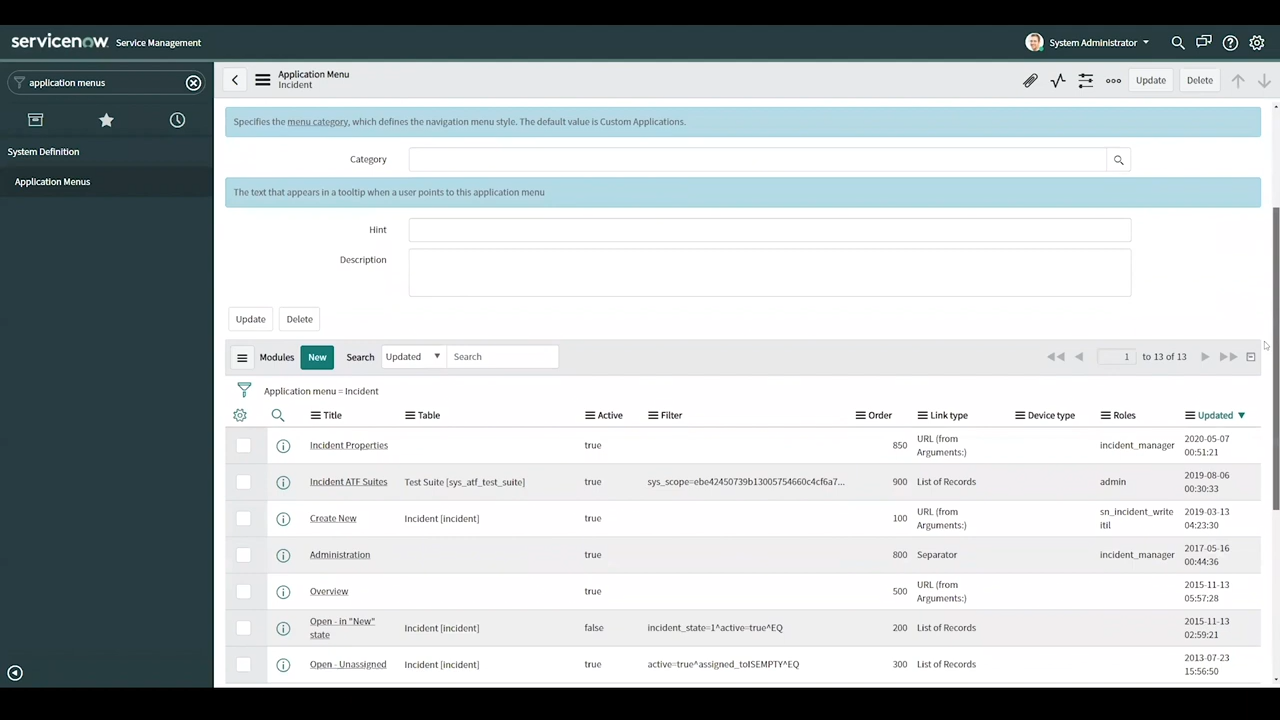 servicenow Service Management
System Administrator
application menus
System Definition
Application Menus
Application Menu
Incident
Update
Delete
Specifies the menu category, which defines the navigation menu style. The default value is Custom Applications.
Category
The text that appears in a tooltip when a user points to this application menu
Hint
Description
Update
Delete
Modules New Search Updated Search 1 to 13 of 13
Application menu = Incident
Title Table Active Filter Order Link type Device type Roles Updated
Incident Properties true 850 URL (from Arguments:) incident_manager 2020-05-07 00:51:21
Incident ATF Suites Test Suite [sys_atf_test_suite] true sys_scope=ebe42450739b13005754660c4cf6a7... 900 List of Records admin 2019-08-06 00:30:33
Create New Incident [incident] true 100 URL (from Arguments:) sn_incident_write itil 2019-03-13 04:23:30
Administration true 800 Separator incident_manager 2017-05-16 00:44:36
Overview true 500 URL (from Arguments:) 2015-11-13 05:57:28
Open - in "New" state Incident [incident] false incident_state=1^active=true^EQ 200 List of Records 2015-11-13 02:59:21
Open - Unassigned Incident [incident] true active=true^assigned_toISEMPTY^EQ 300 List of Records 2013-07-23 15:56:50